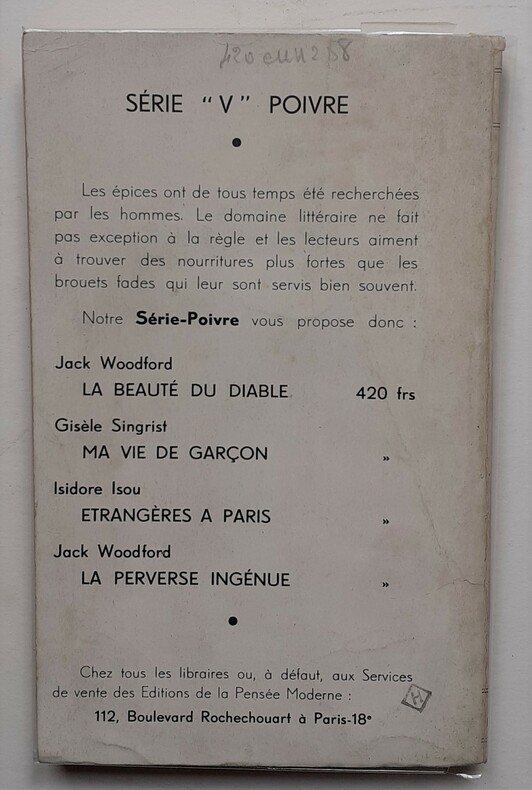 SÉRIE “V” POIVRE
•
Les épices ont de tous temps été recherchées
par les hommes. Le domaine littéraire ne fait
pas exception à la règle et les lecteurs aiment
à trouver des nourritures plus fortes que les
brouets fades qui leur sont servis bien souvent.
Notre Série-Poivre vous propose donc :
Jack Woodford
LA BEAUTÉ DU DIABLE 420 frs
Gisèle Singrist
MA VIE DE GARÇON »
Isidore Isou
ETRANGÈRES A PARIS »
Jack Woodford
LA PERVERSE INGÉNUE »
•
Chez tous les libraires ou, à défaut, aux Services
de vente des Editions de la Pensée Moderne :
112, Boulevard Rochechouart à Paris-18e